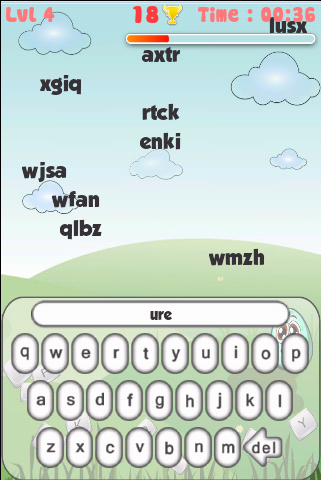 Lvl 4 18 Time : 00:36
lusx
axtr
xgiq
rtck
enki
wjsa
wfan
qlbz
wmzh
ure
q w e r t y u i o p
a s d f g h j k l
z x c v b n m del
Y